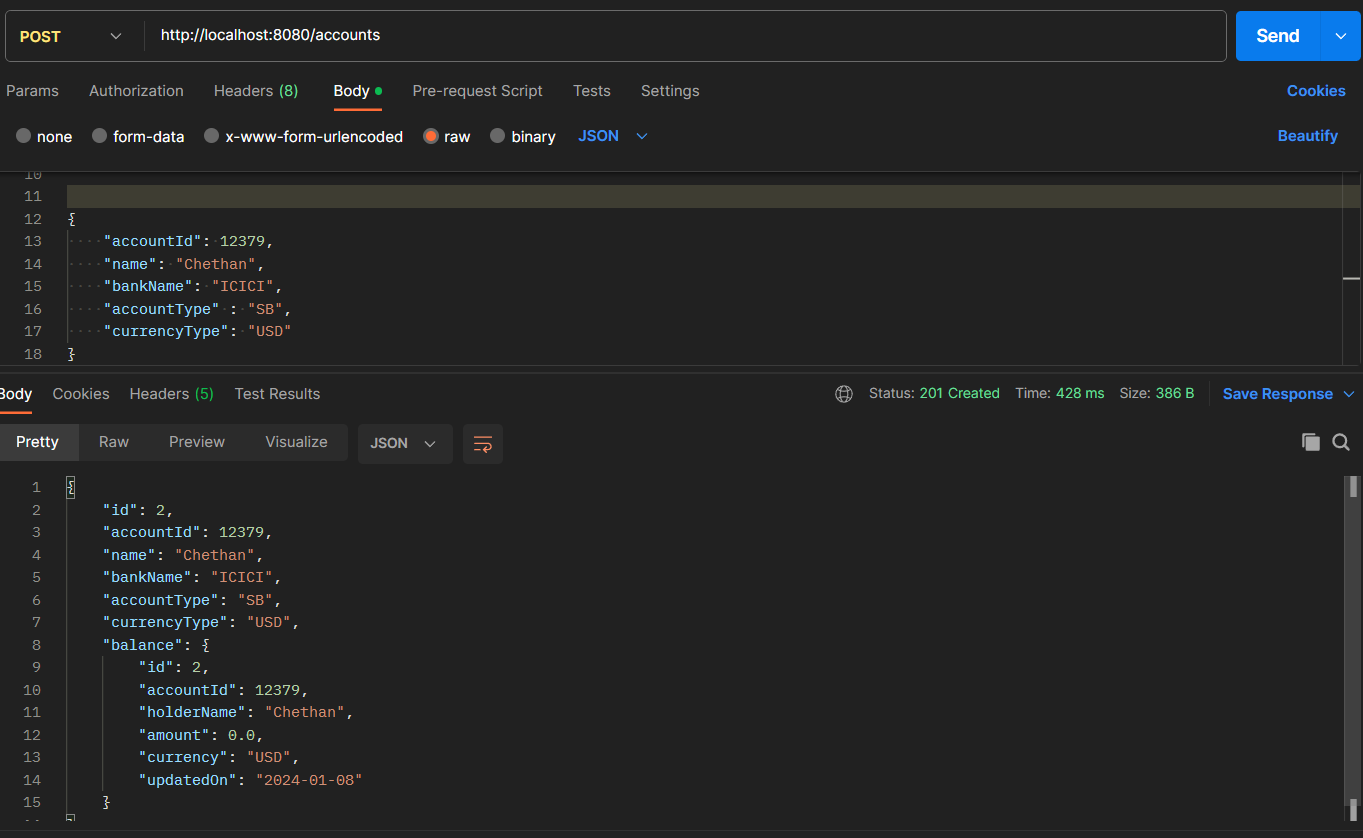 POST http://localhost:8080/accounts Send
Params Authorization Headers (8) Body Pre-request Script Tests Settings Cookies
none form-data x-www-form-urlencoded raw binary JSON Beautify
10
11
12 {
13 "accountId": 12379,
14 "name": "Chethan",
15 "bankName": "ICICI",
16 "accountType" : "SB",
17 "currencyType": "USD"
18 }
Body Cookies Headers (5) Test Results Status: 201 Created Time: 428 ms Size: 386 B Save Response
Pretty Raw Preview Visualize JSON
1 {
2 "id": 2,
3 "accountId": 12379,
4 "name": "Chethan",
5 "bankName": "ICICI",
6 "accountType": "SB",
7 "currencyType": "USD",
8 "balance": {
9 "id": 2,
10 "accountId": 12379,
11 "holderName": "Chethan",
12 "amount": 0.0,
13 "currency": "USD",
14 "updatedOn": "2024-01-08"
15 }